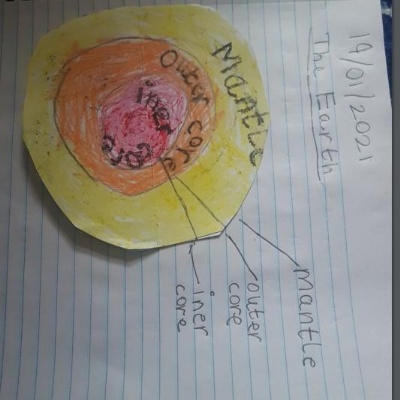 19/01/2021
The Earth
Mantle
Outer core
iner
core
mantle
outer
core
iner
core